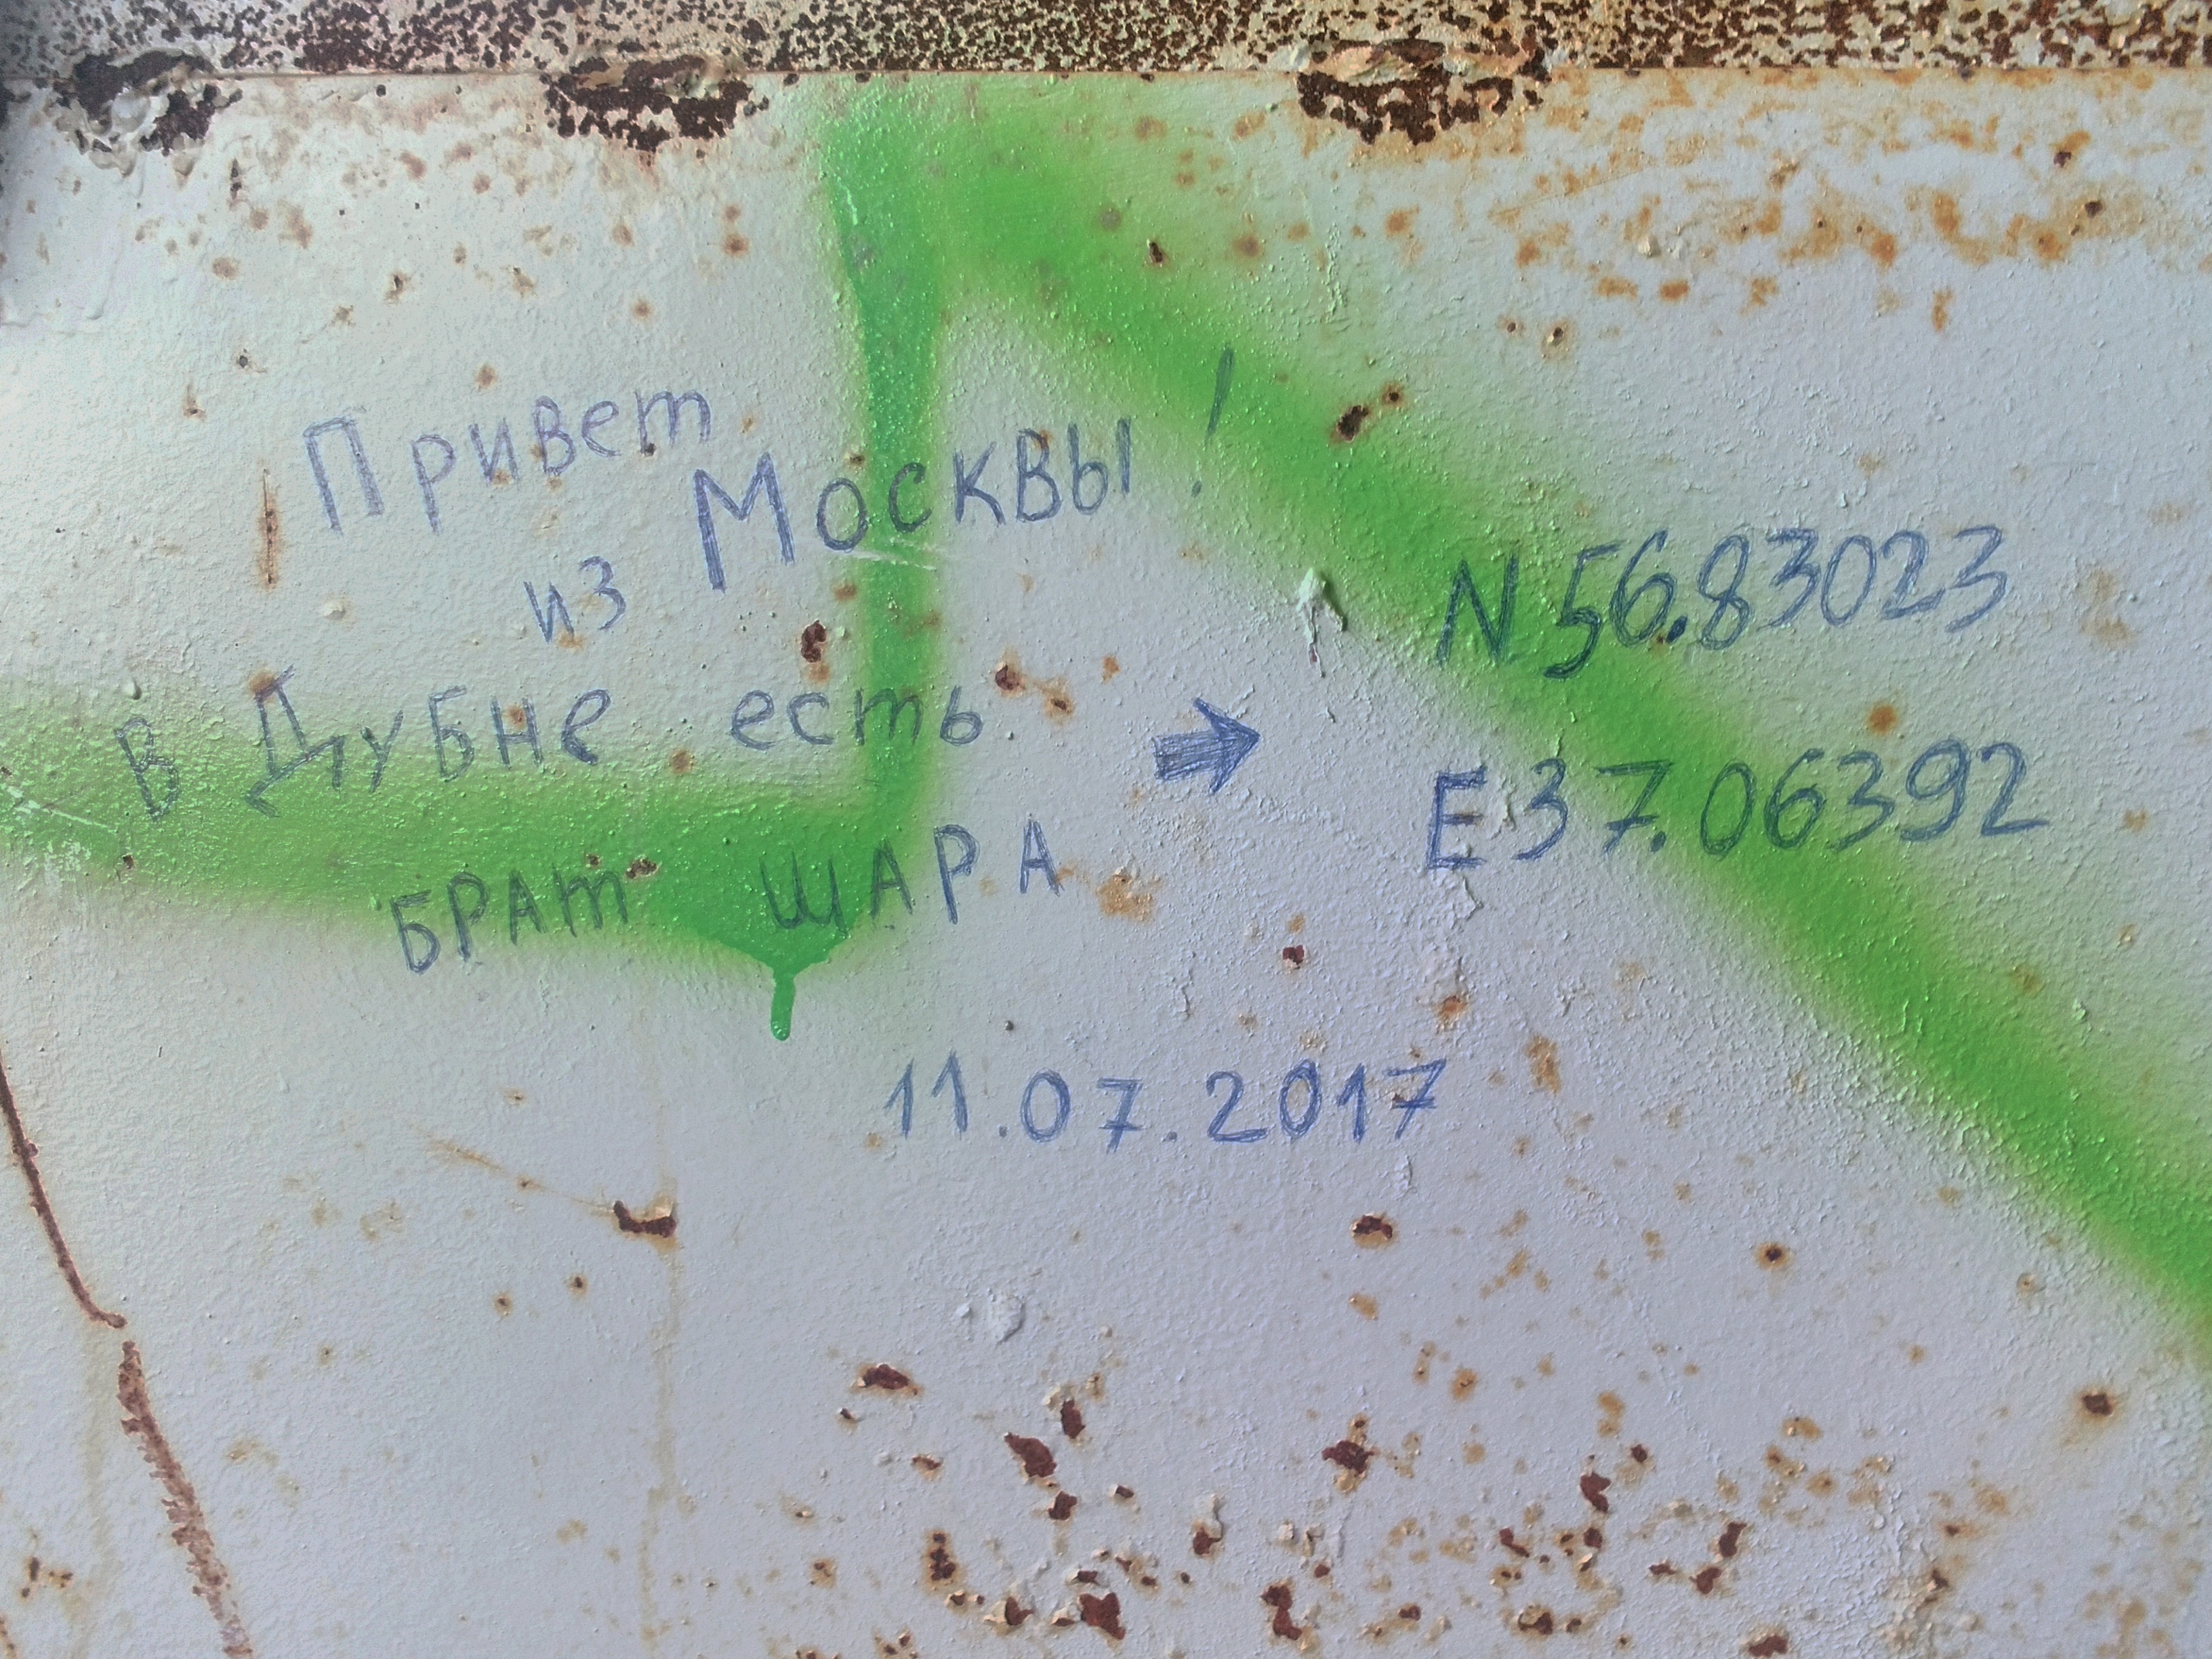 Привет
из Москвы!
В Дубне есть
БРАТ ШАРА
→ N 56.83023
E 37.06392
11.07.2017